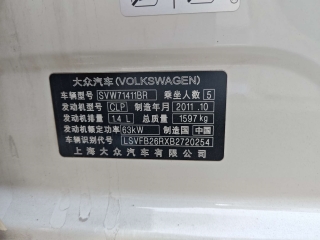 大众汽车(VOLKSWAGEN)
车辆型号 SVW71411BR 乘坐人数 5
发动机型号 CLP 制造年月 2011.10
发动机排量 1.4 L 总质量 1597 kg
发动机额定功率 63kW 制造国 中国
车辆识别代号 LSVFB26RXB2720254
上海大众汽车有限公司